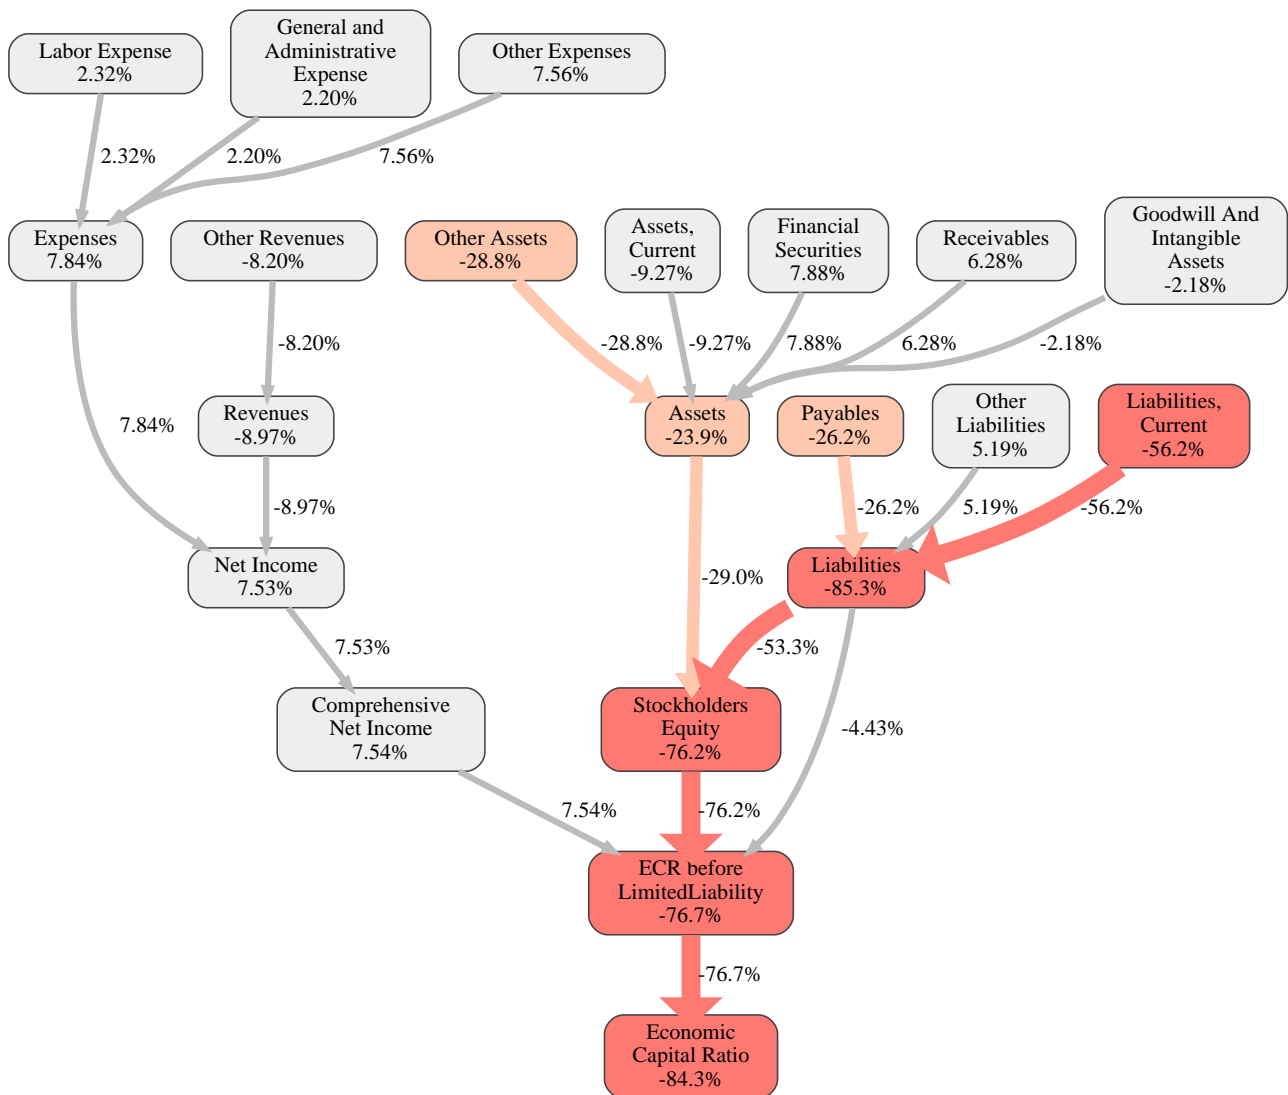 Labor Expense
2.32%
General and
Administrative
Expense
2.20%
Other Expenses
7.56%
2.32%
2.20%
7.56%
Expenses
7.84%
Other Revenues
-8.20%
Other Assets
-28.8%
Assets,
Current
-9.27%
Financial
Securities
7.88%
Receivables
6.28%
Goodwill And
Intangible
Assets
-2.18%
-8.20%
-28.8%
-9.27%
7.88%
6.28%
-2.18%
7.84%
Revenues
-8.97%
Assets
-23.9%
Payables
-26.2%
Other
Liabilities
5.19%
Liabilities,
Current
-56.2%
-8.97%
-26.2%
5.19%
-56.2%
Net Income
7.53%
-29.0%
Liabilities
-85.3%
7.53%
-53.3%
Comprehensive
Net Income
7.54%
Stockholders
Equity
-76.2%
-4.43%
7.54%
-76.2%
ECR before
LimitedLiability
-76.7%
-76.7%
Economic
Capital Ratio
-84.3%